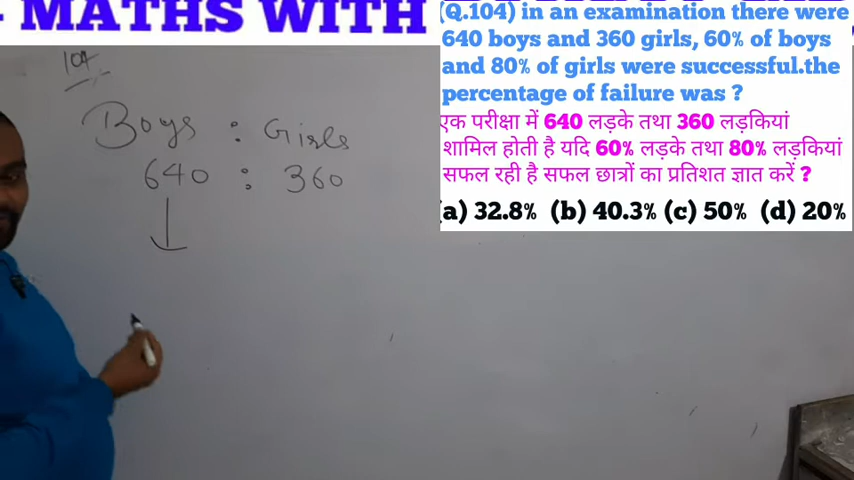 - MATHS WITH
(Q.104) in an examination there were
640 boys and 360 girls, 60% of boys
and 80% of girls were successful.the
percentage of failure was ?
एक परीक्षा में 640 लड़के तथा 360 लड़कियां
शामिल होती है यदि 60% लड़के तथा 80% लड़कियां
सफल रही है सफल छात्रों का प्रतिशत ज्ञात करें ?
a) 32.8% (b) 40.3% (c) 50% (d) 20%
104
Boys : Girls
640 : 360